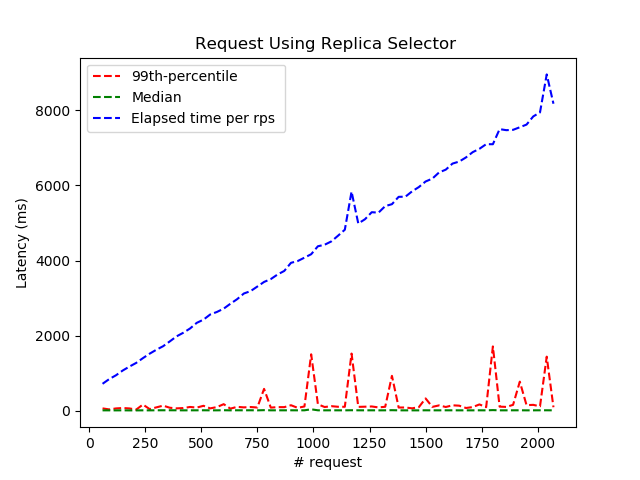 Request Using Replica Selector
99th-percentile
Median
Elapsed time per rps
Latency (ms)
8000
6000
4000
2000
0
0 250 500 750 1000 1250 1500 1750 2000
# request